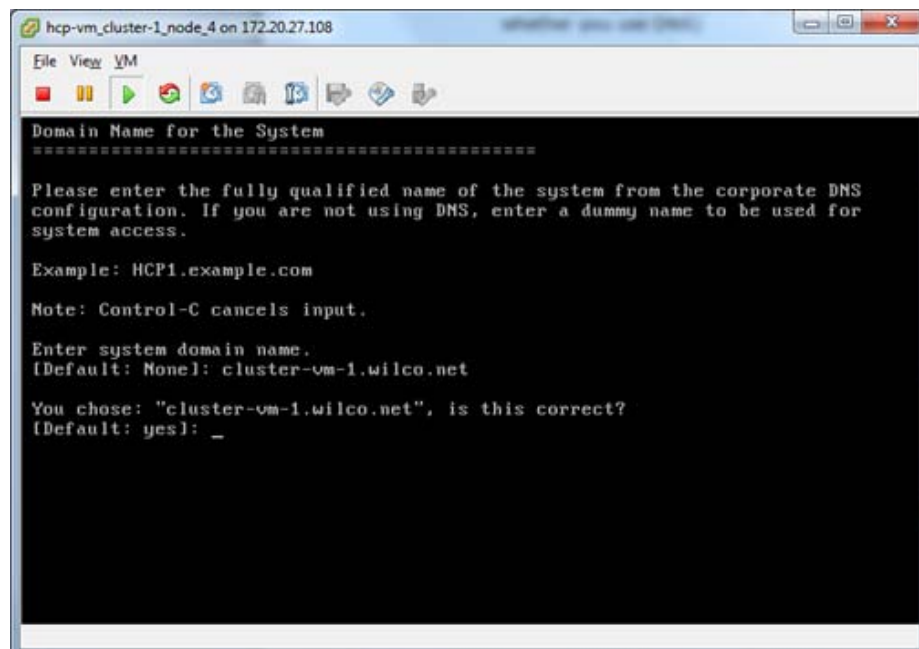 hcp-vm_cluster-1_node_4 on 172.20.27.108
File View VM
Domain Name for the System
=============================================
Please enter the fully qualified name of the system from the corporate DNS
configuration. If you are not using DNS, enter a dummy name to be used for
system access.
Example: HCP1.example.com
Note: Control-C cancels input.
Enter system domain name.
[Default: None]: cluster-vm-1.wilco.net
You chose: "cluster-vm-1.wilco.net", is this correct?
[Default: yes]: _